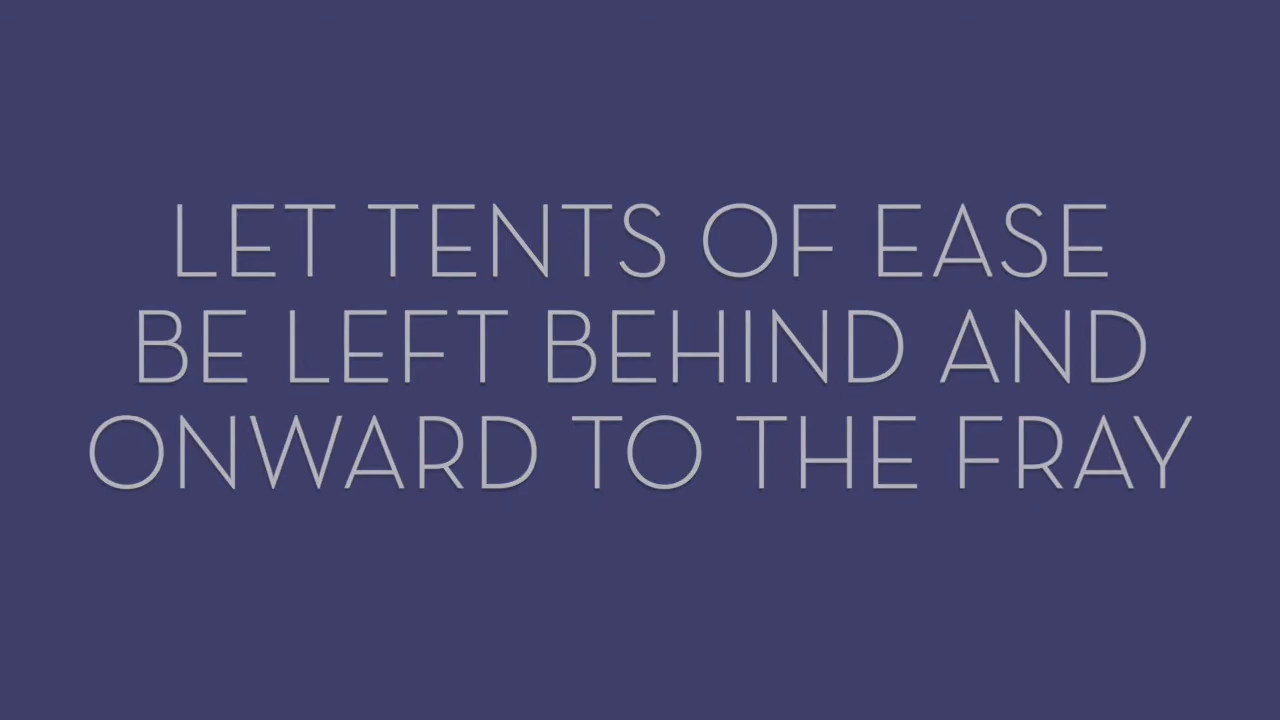 LET TENTS OF EASE
BE LEFT BEHIND AND
ONWARD TO THE FRAY